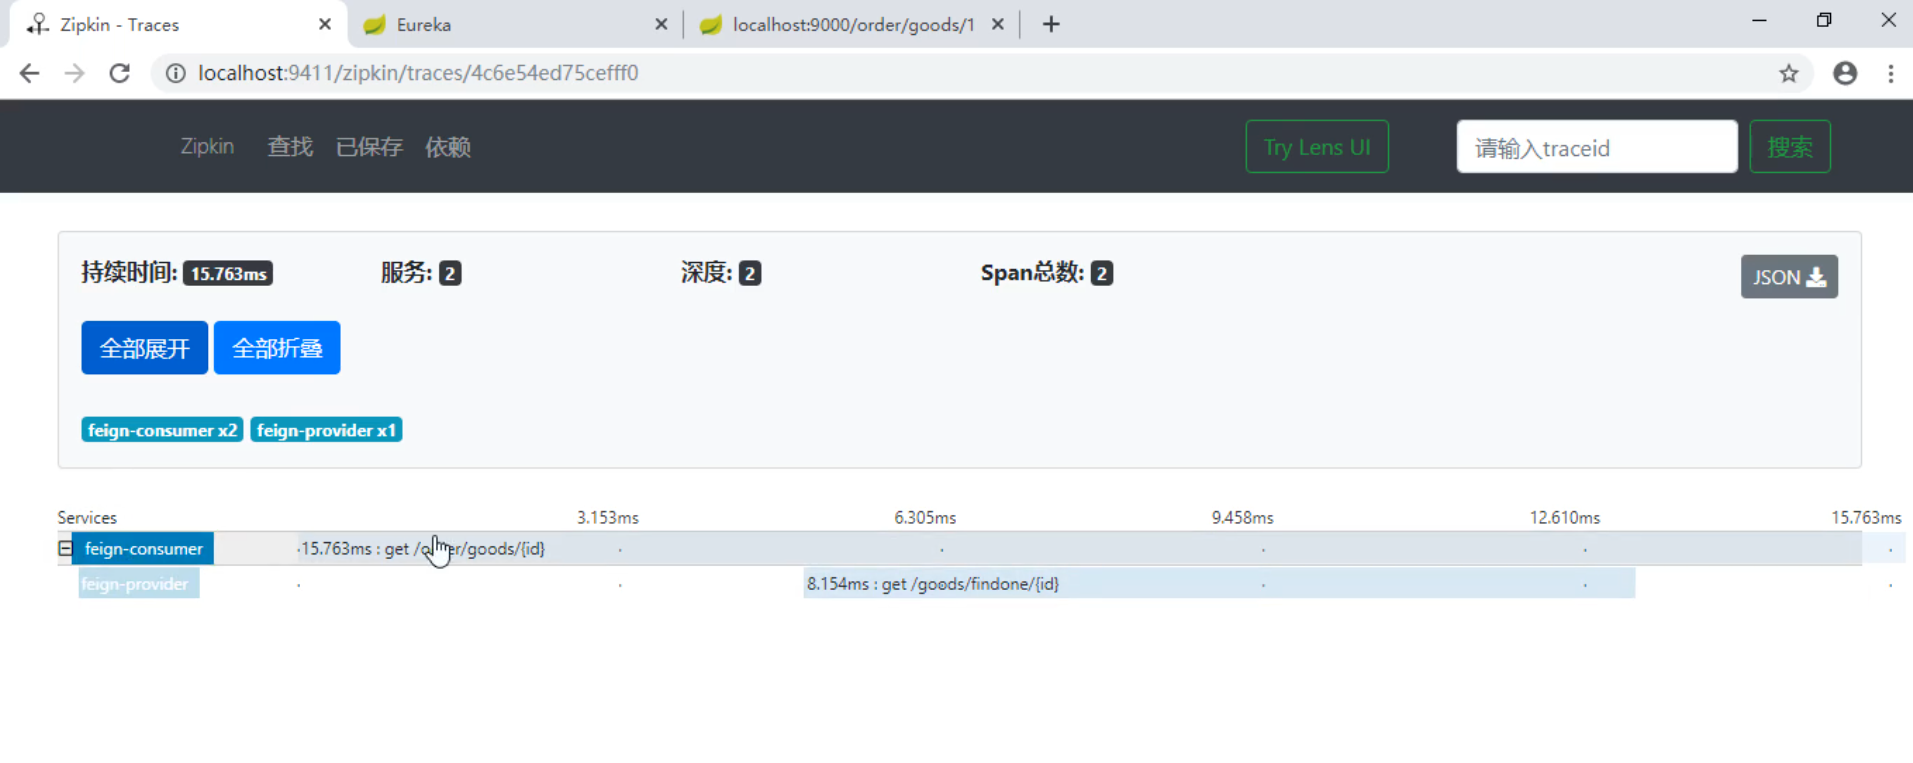 Zipkin - Traces
Eureka
localhost:9000/order/goods/1
localhost:9411/zipkin/traces/4c6e54ed75cefff0
Zipkin 查找 已保存 依赖 Try Lens UI 请输入traceid 搜索
持续时间: 15.763ms 服务: 2 深度: 2 Span总数: 2 JSON
全部展开 全部折叠
feign-consumer x2 feign-provider x1
Services 3.153ms 6.305ms 9.458ms 12.610ms 15.763ms
feign-consumer 15.763ms : get /order/goods/{id}
feign-provider 8.154ms : get /goods/findone/{id}